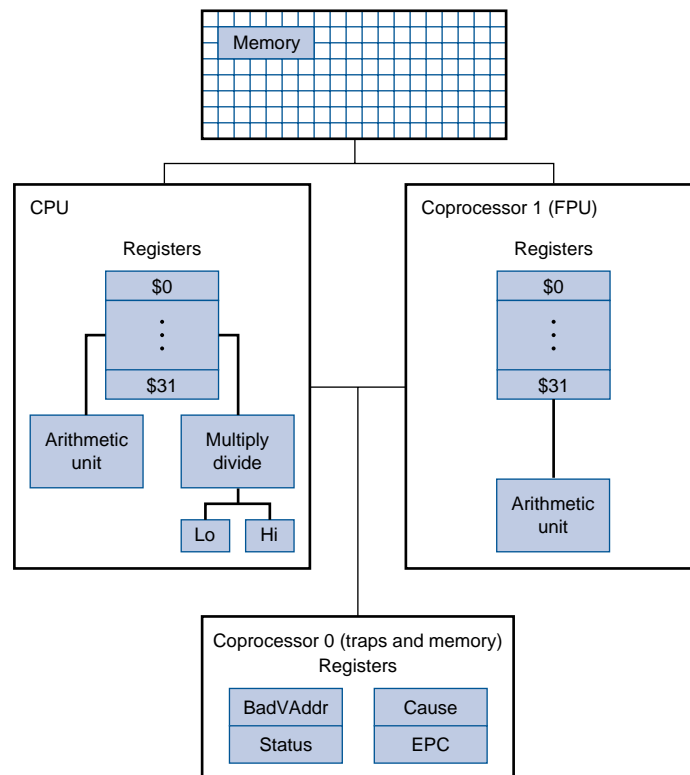 Memory
CPU
Registers
$0
$31
Arithmetic
unit
Multiply
divide
Lo
Hi
Coprocessor 1 (FPU)
Registers
$0
$31
Arithmetic
unit
Coprocessor 0 (traps and memory)
Registers
BadVAddr
Cause
Status
EPC